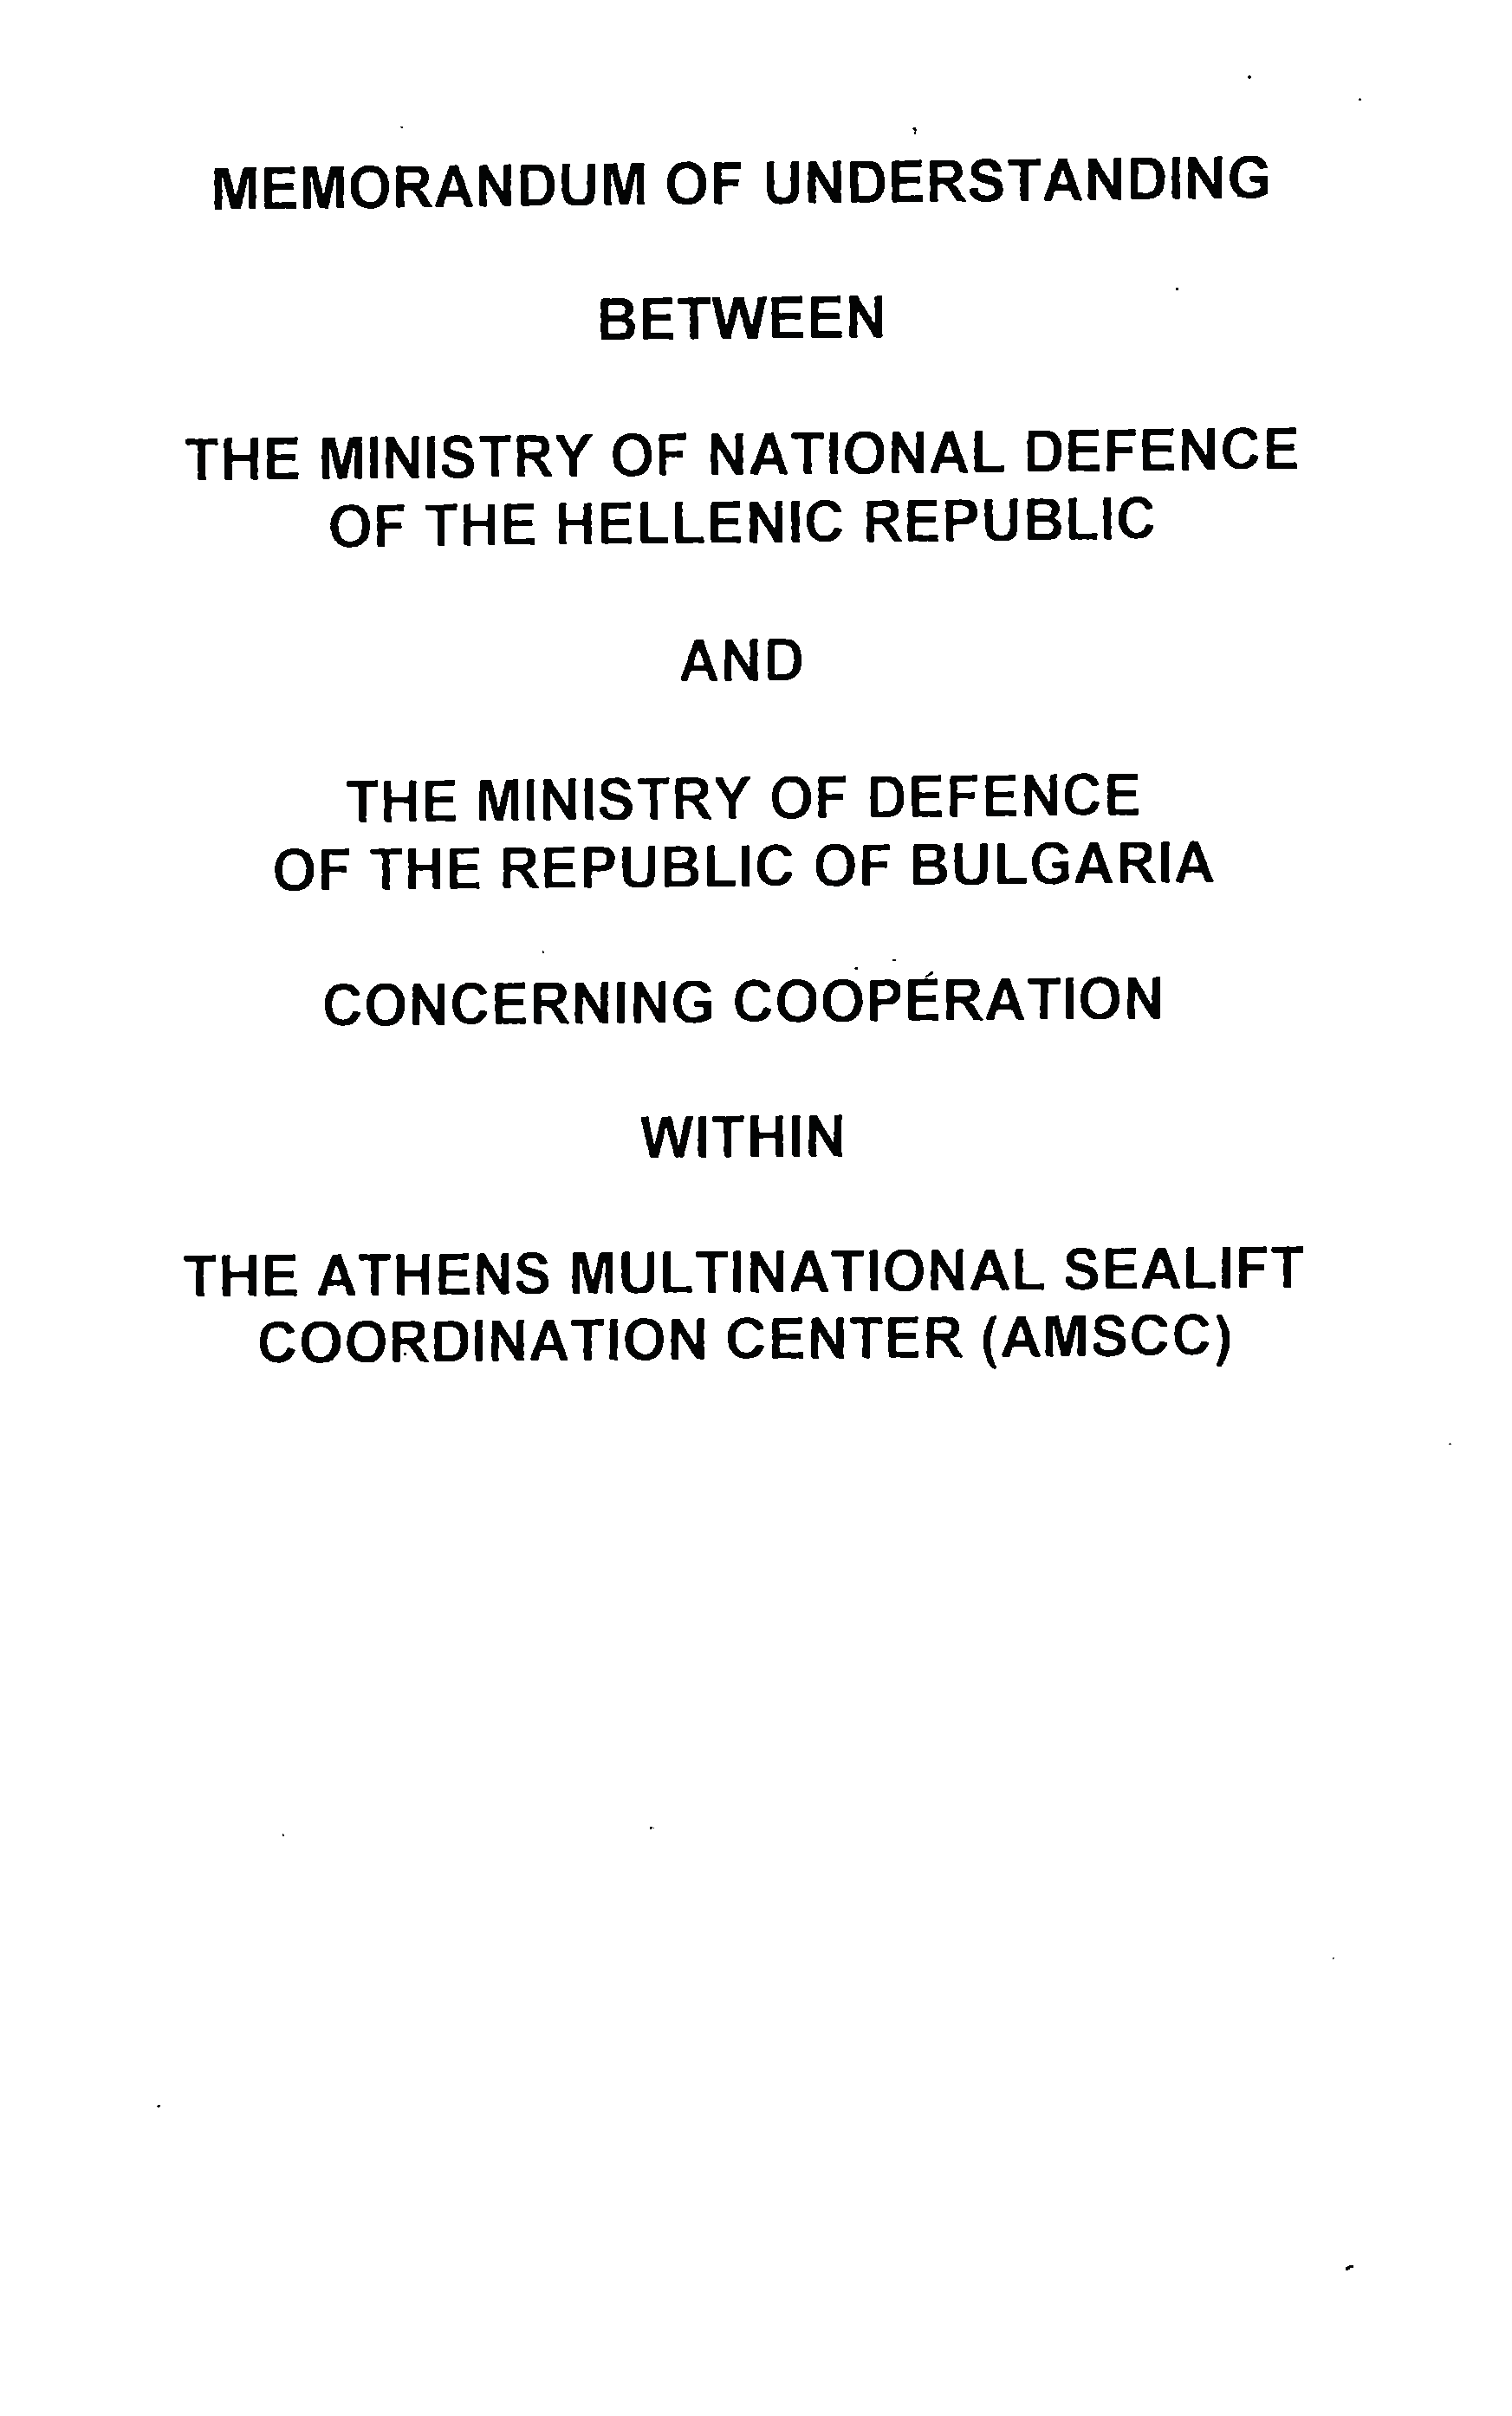 MEMORANDUM OF UNDERSTANDING
BETWEEN
THE MINISTRY OF NATIONAL DEFENCE
OF THE HELLENIC REPUBLIC
AND
THE MINISTRY OF DEFENCE
OF THE REPUBLIC OF BULGARIA
CONCERNING COOPERATION
WITHIN
THE ATHENS MULTINATIONAL SEALIFT
COORDINATION CENTER (AMSCC)